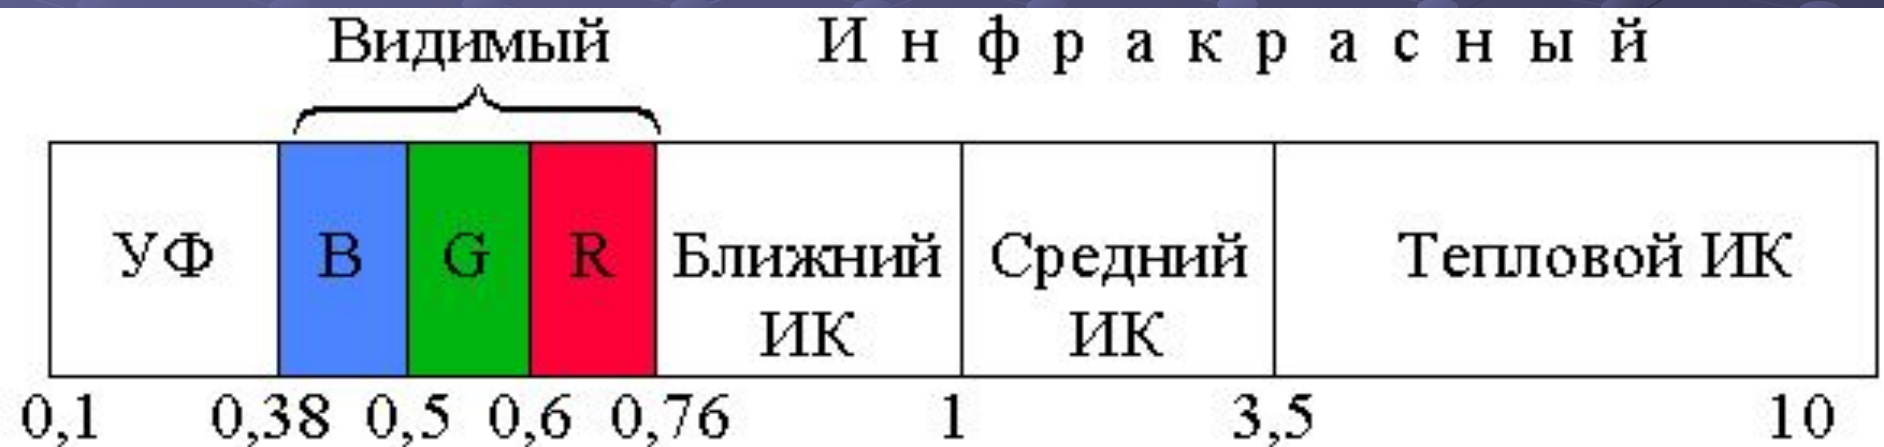 Видимый И н ф р а к р а с н ы й
УФ B G R Ближний ИК Средний ИК Тепловой ИК
0,1 0,38 0,5 0,6 0,76 1 3,5 10